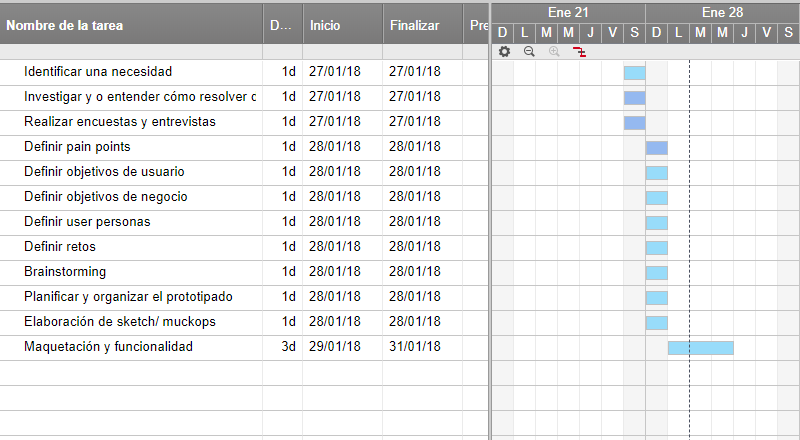 Ene 21 Ene 28
Nombre de la tarea D... Inicio Finalizar Pre
D L M M J V S D L M M J V S
Identificar una necesidad 1d 27/01/18 27/01/18
Investigar y o entender cómo resolver 1d 27/01/18 27/01/18
Realizar encuestas y entrevistas 1d 27/01/18 27/01/18
Definir pain points 1d 28/01/18 28/01/18
Definir objetivos de usuario 1d 28/01/18 28/01/18
Definir objetivos de negocio 1d 28/01/18 28/01/18
Definir user personas 1d 28/01/18 28/01/18
Definir retos 1d 28/01/18 28/01/18
Brainstorming 1d 28/01/18 28/01/18
Planificar y organizar el prototipado 1d 28/01/18 28/01/18
Elaboración de sketch/ muckops 1d 28/01/18 28/01/18
Maquetación y funcionalidad 3d 29/01/18 31/01/18